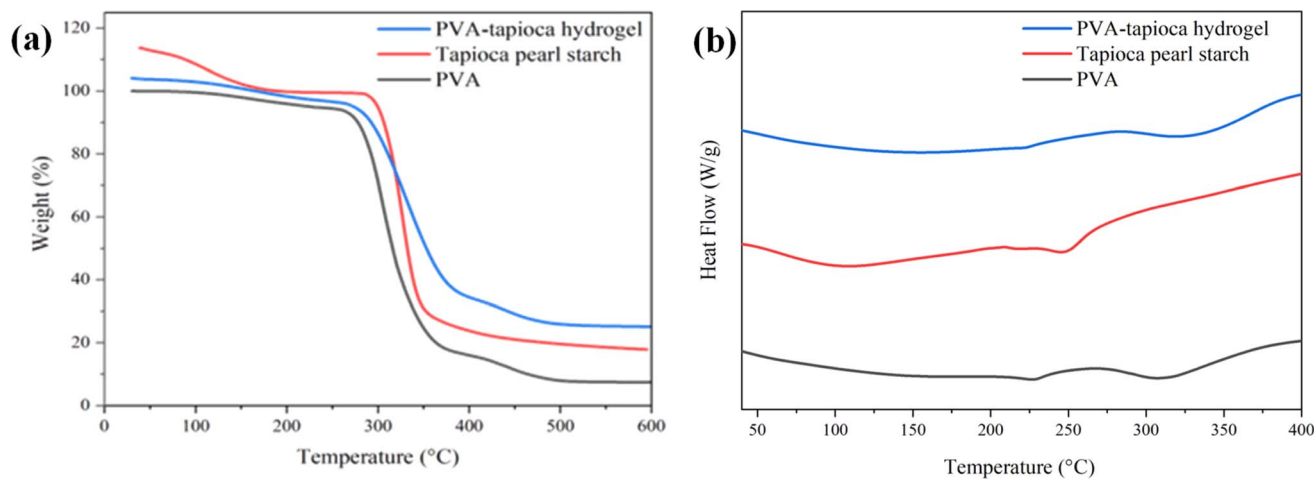 (a)
120
100
80
60
40
20
0
Weight (%)
PVA-tapioca hydrogel
Tapioca pearl starch
PVA
0 100 200 300 400 500 600
Temperature (°C)
(b)
Heat Flow (W/g)
PVA-tapioca hydrogel
Tapioca pearl starch
PVA
50 100 150 200 250 300 350 400
Temperature (°C)